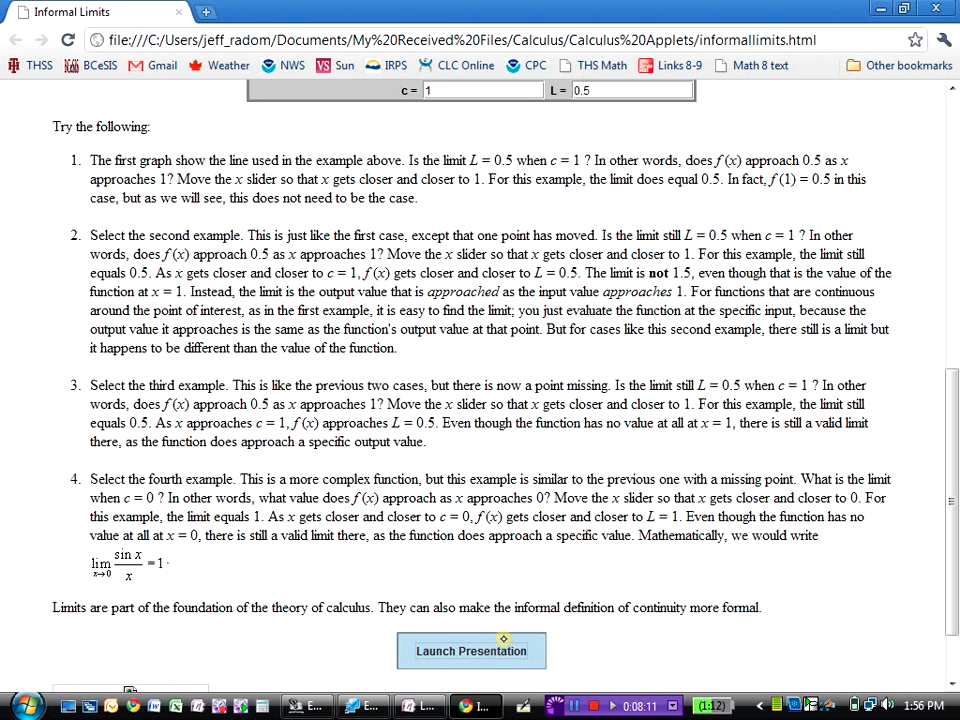 Informal Limits
file:///C:/Users/jeff_radom/Documents/My%20Received%20Files/Calculus/Calculus%20Applets/informallimits.html
THSS BCeSIS Gmail Weather NWS VS Sun IRPS CLC Online CPC THS Math Links 8-9 Math 8 text Other bookmarks
c = 1 L = 0.5
Try the following:
1. The first graph show the line used in the example above. Is the limit L = 0.5 when c = 1 ? In other words, does f (x) approach 0.5 as x
approaches 1? Move the x slider so that x gets closer and closer to 1. For this example, the limit does equal 0.5. In fact, f (1) = 0.5 in this
case, but as we will see, this does not need to be the case.
2. Select the second example. This is just like the first case, except that one point has moved. Is the limit still L = 0.5 when c = 1 ? In other
words, does f (x) approach 0.5 as x approaches 1? Move the x slider so that x gets closer and closer to 1. For this example, the limit still
equals 0.5. As x gets closer and closer to c = 1, f (x) gets closer and closer to L = 0.5. The limit is not 1.5, even though that is the value of the
function at x = 1. Instead, the limit is the output value that is approached as the input value approaches 1. For functions that are continuous
around the point of interest, as in the first example, it is easy to find the limit; you just evaluate the function at the specific input, because the
output value it approaches is the same as the function's output value at that point. But for cases like this second example, there still is a limit but
it happens to be different than the value of the function.
3. Select the third example. This is like the previous two cases, but there is now a point missing. Is the limit still L = 0.5 when c = 1 ? In other
words, does f (x) approach 0.5 as x approaches 1? Move the x slider so that x gets closer and closer to 1. For this example, the limit still
equals 0.5. As x approaches c = 1, f (x) approaches L = 0.5. Even though the function has no value at all at x = 1, there is still a valid limit
there, as the function does approach a specific output value.
4. Select the fourth example. This is a more complex function, but this example is similar to the previous one with a missing point. What is the limit
when c = 0 ? In other words, what value does f (x) approach as x approaches 0? Move the x slider so that x gets closer and closer to 0. For
this example, the limit equals 1. As x gets closer and closer to c = 0, f (x) gets closer and closer to L = 1. Even though the function has no
value at all at x = 0, there is still a valid limit there, as the function does approach a specific value. Mathematically, we would write
lim x→0 sin x / x = 1 .
Limits are part of the foundation of the theory of calculus. They can also make the informal definition of continuity more formal.
Launch Presentation
E... E... L... I... 0:08:11 (1:12) 1:56 PM